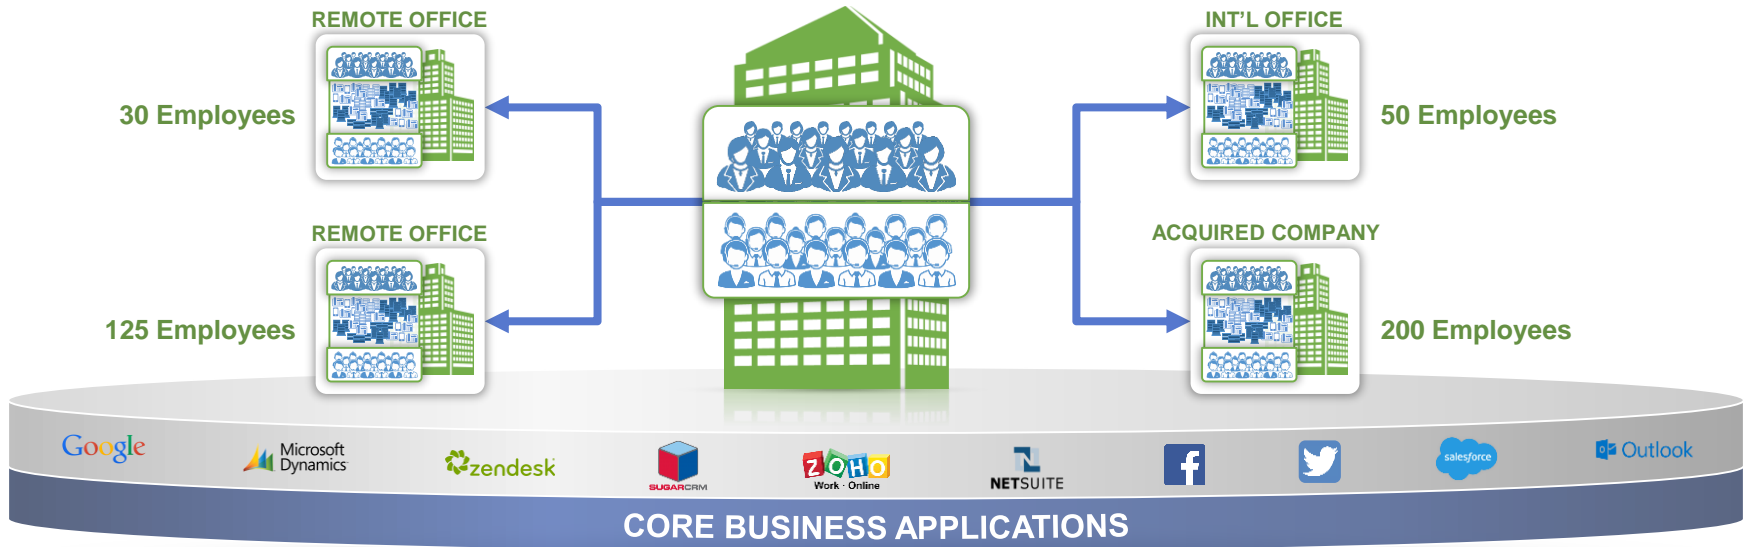 REMOTE OFFICE
30 Employees
REMOTE OFFICE
125 Employees
INT'L OFFICE
50 Employees
ACQUIRED COMPANY
200 Employees
Google
Microsoft
Dynamics
zendesk
SUGARCRM
ZOHO
Work · Online
NETSUITE
f
salesforce
Outlook
CORE BUSINESS APPLICATIONS